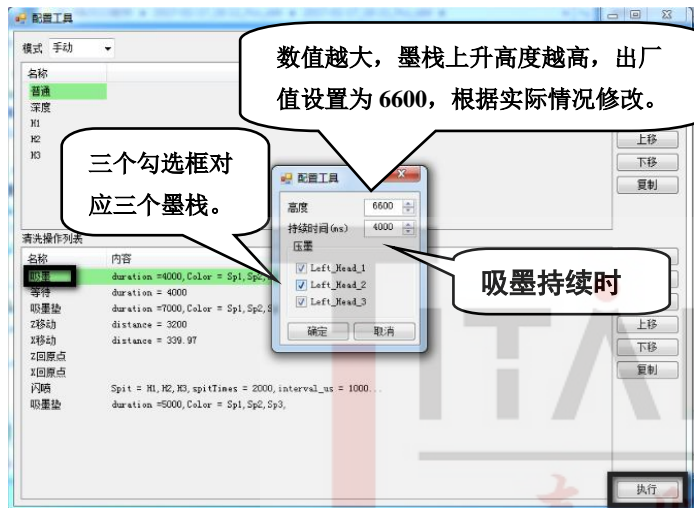 配置工具
模式 手动
名称
普通
深度
H1
H2
H3
数值越大，墨栈上升高度越高，出厂
值设置为 6600，根据实际情况修改。
上移
下移
复制
三个勾选框对
应三个墨栈。
配置工具
高度 6600
持续时间(ms) 4000
压墨
Left_Head_1
Left_Head_2
Left_Head_3
确定 取消
吸墨持续时
清洗操作列表
名称 内容
吸墨 duration =4000, Color = Sp1, Sp2,
等待 duration = 4000
吸墨垫 duration =7000, Color = Sp1, Sp2, S
Z移动 distance = 3200
X移动 distance = 339.97
Z回原点
X回原点
闪喷 Spit = H1, H2, H3, spitTimes = 2000, interval_us = 1000...
吸墨垫 duration =5000, Color = Sp1, Sp2, Sp3,
上移
下移
复制
执行